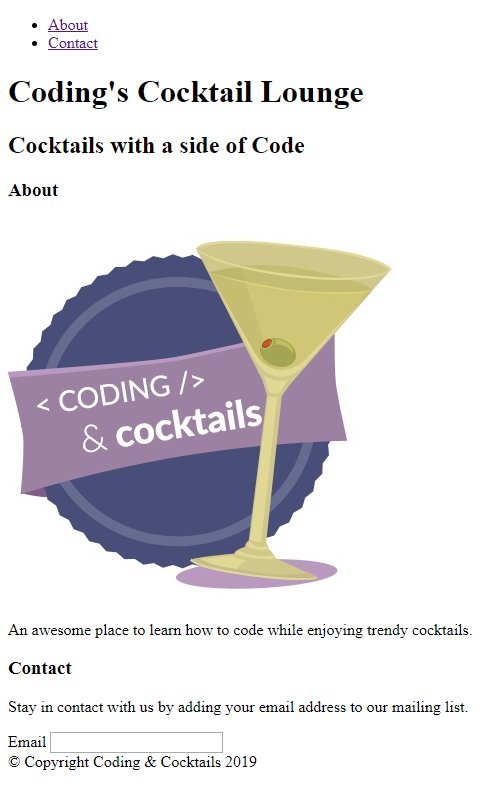 About
Contact
Coding's Cocktail Lounge
Cocktails with a side of Code
About
< CODING />
& cocktails
An awesome place to learn how to code while enjoying trendy cocktails.
Contact
Stay in contact with us by adding your email address to our mailing list.
Email
© Copyright Coding & Cocktails 2019